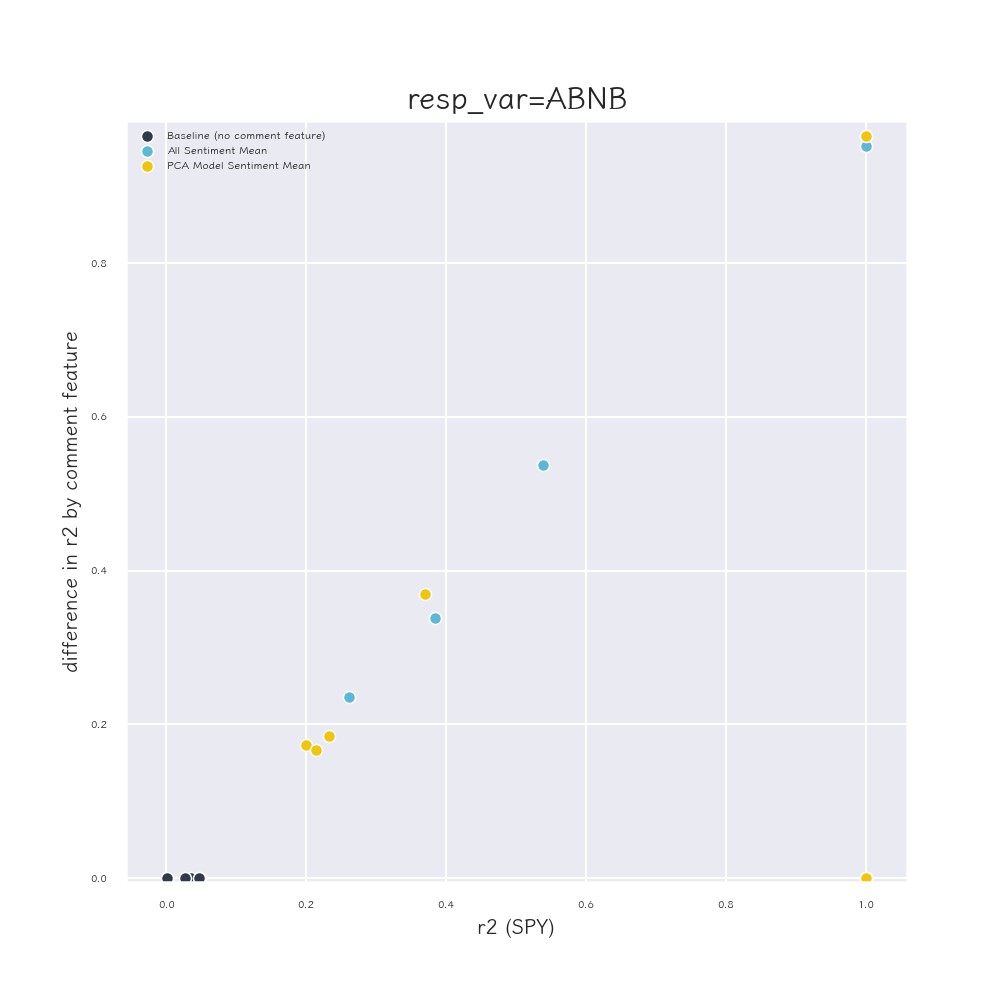 resp_var=ABNB
Baseline (no comment feature)
All Sentiment Mean
PCA Model Sentiment Mean
difference in r2 by comment feature
0.8
0.6
0.4
0.2
0.0
0.0 0.2 0.4 0.6 0.8 1.0
r2 (SPY)